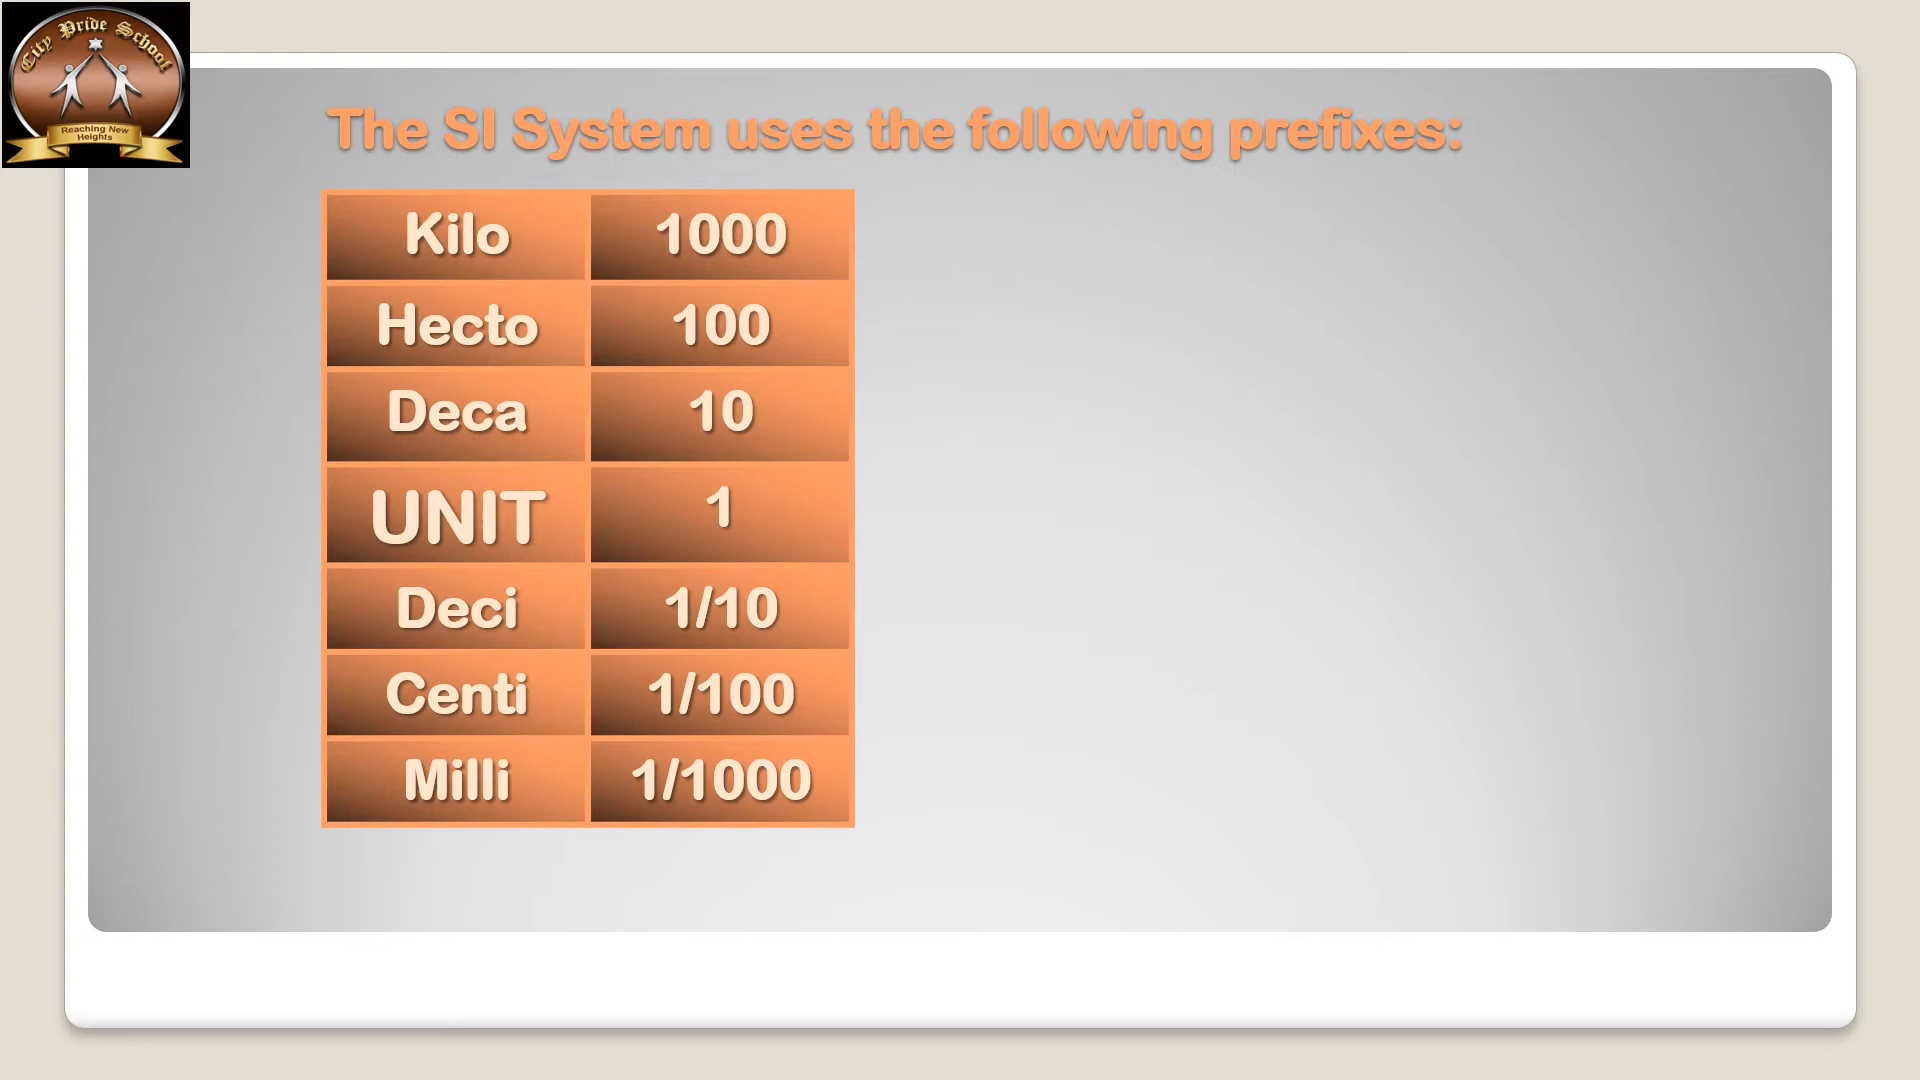 City Pride School
Reaching New
Heights
The SI System uses the following prefixes:
Kilo 1000
Hecto 100
Deca 10
UNIT 1
Deci 1/10
Centi 1/100
Milli 1/1000